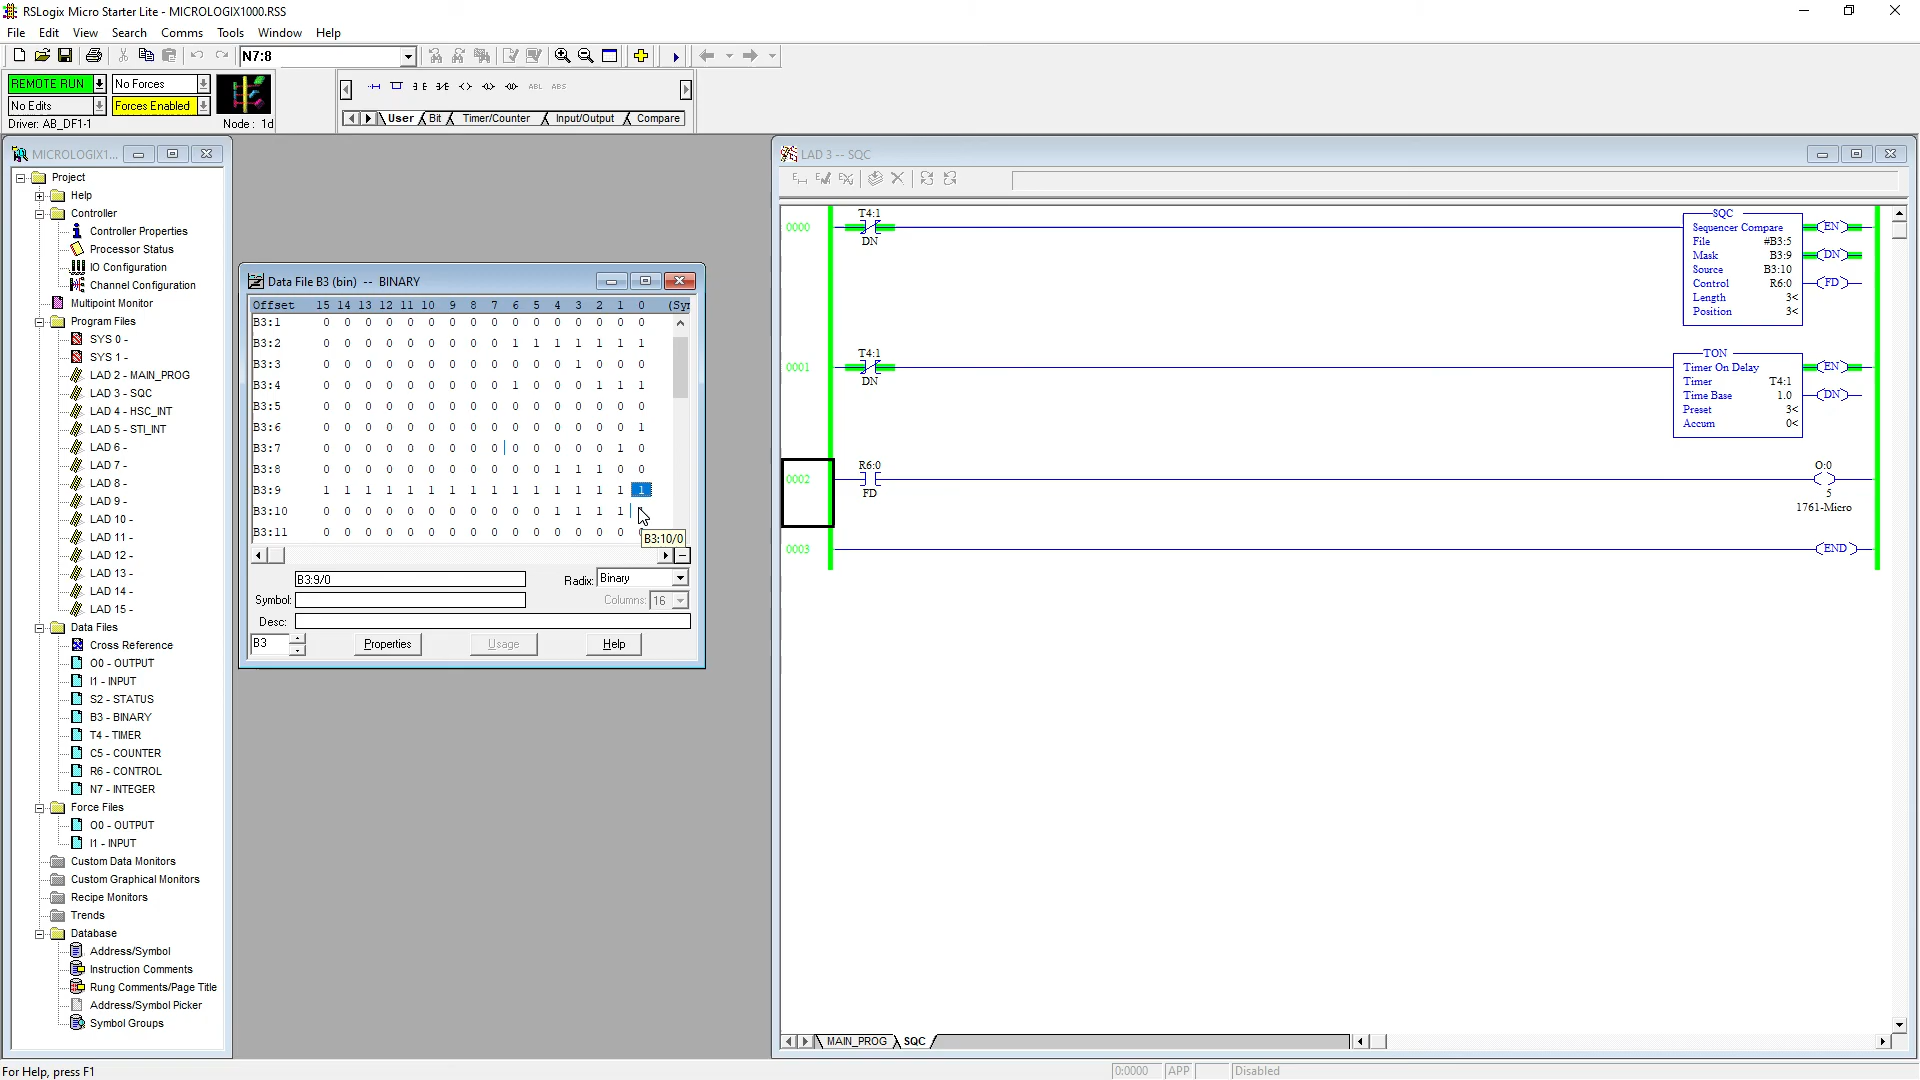 RSLogix Micro Starter Lite - MICROLOGIX1000.RSS
File Edit View Search Comms Tools Window Help
N7:8
REMOTE RUN No Forces
No Edits Forces Enabled
Driver: AB_DF1-1 Node: 1d
User Bit Timer/Counter Input/Output Compare
MICROLOGIX1...
Project
Help
Controller
Controller Properties
Processor Status
IO Configuration
Channel Configuration
Multipoint Monitor
Program Files
SYS 0 -
SYS 1 -
LAD 2 - MAIN_PROG
LAD 3 - SQC
LAD 4 - HSC_INT
LAD 5 - STI_INT
LAD 6 -
LAD 7 -
LAD 8 -
LAD 9 -
LAD 10 -
LAD 11 -
LAD 12 -
LAD 13 -
LAD 14 -
LAD 15 -
Data Files
Cross Reference
O0 - OUTPUT
I1 - INPUT
S2 - STATUS
B3 - BINARY
T4 - TIMER
C5 - COUNTER
R6 - CONTROL
N7 - INTEGER
Force Files
O0 - OUTPUT
I1 - INPUT
Custom Data Monitors
Custom Graphical Monitors
Recipe Monitors
Trends
Database
Address/Symbol
Instruction Comments
Rung Comments/Page Title
Address/Symbol Picker
Symbol Groups
Data File B3 (bin) -- BINARY
Offset 15 14 13 12 11 10 9 8 7 6 5 4 3 2 1 0 (Sy
B3:1 0 0 0 0 0 0 0 0 0 0 0 0 0 0 0 0
B3:2 0 0 0 0 0 0 0 0 0 1 1 1 1 1 1 1
B3:3 0 0 0 0 0 0 0 0 0 0 0 0 1 0 0 0
B3:4 0 0 0 0 0 0 0 0 0 1 0 0 0 1 1 1
B3:5 0 0 0 0 0 0 0 0 0 0 0 0 0 0 0 0
B3:6 0 0 0 0 0 0 0 0 0 0 0 0 0 0 0 1
B3:7 0 0 0 0 0 0 0 0 0 0 0 0 0 0 1 0
B3:8 0 0 0 0 0 0 0 0 0 0 0 1 1 1 0 0
B3:9 1 1 1 1 1 1 1 1 1 1 1 1 1 1 1 1
B3:10 0 0 0 0 0 0 0 0 0 0 0 1 1 1 1
B3:11 0 0 0 0 0 0 0 0 0 0 0 0 0 0 0
B3:10/0
B3:9/0 Radix: Binary
Symbol: Columns: 16
Desc:
B3 Properties Usage Help
LAD 3 -- SQC
0000
T4:1
DN
SQC
Sequencer Compare
File #B3:5
Mask B3:9
Source B3:10
Control R6:0
Length 3<
Position 3<
EN
DN
FD
0001
T4:1
DN
TON
Timer On Delay
Timer T4:1
Time Base 1.0
Preset 3<
Accum 0<
EN
DN
0002
R6:0
FD
O:0
5
1761-Micro
0003
END
MAIN_PROG SQC
For Help, press F1
0:0000 APP Disabled